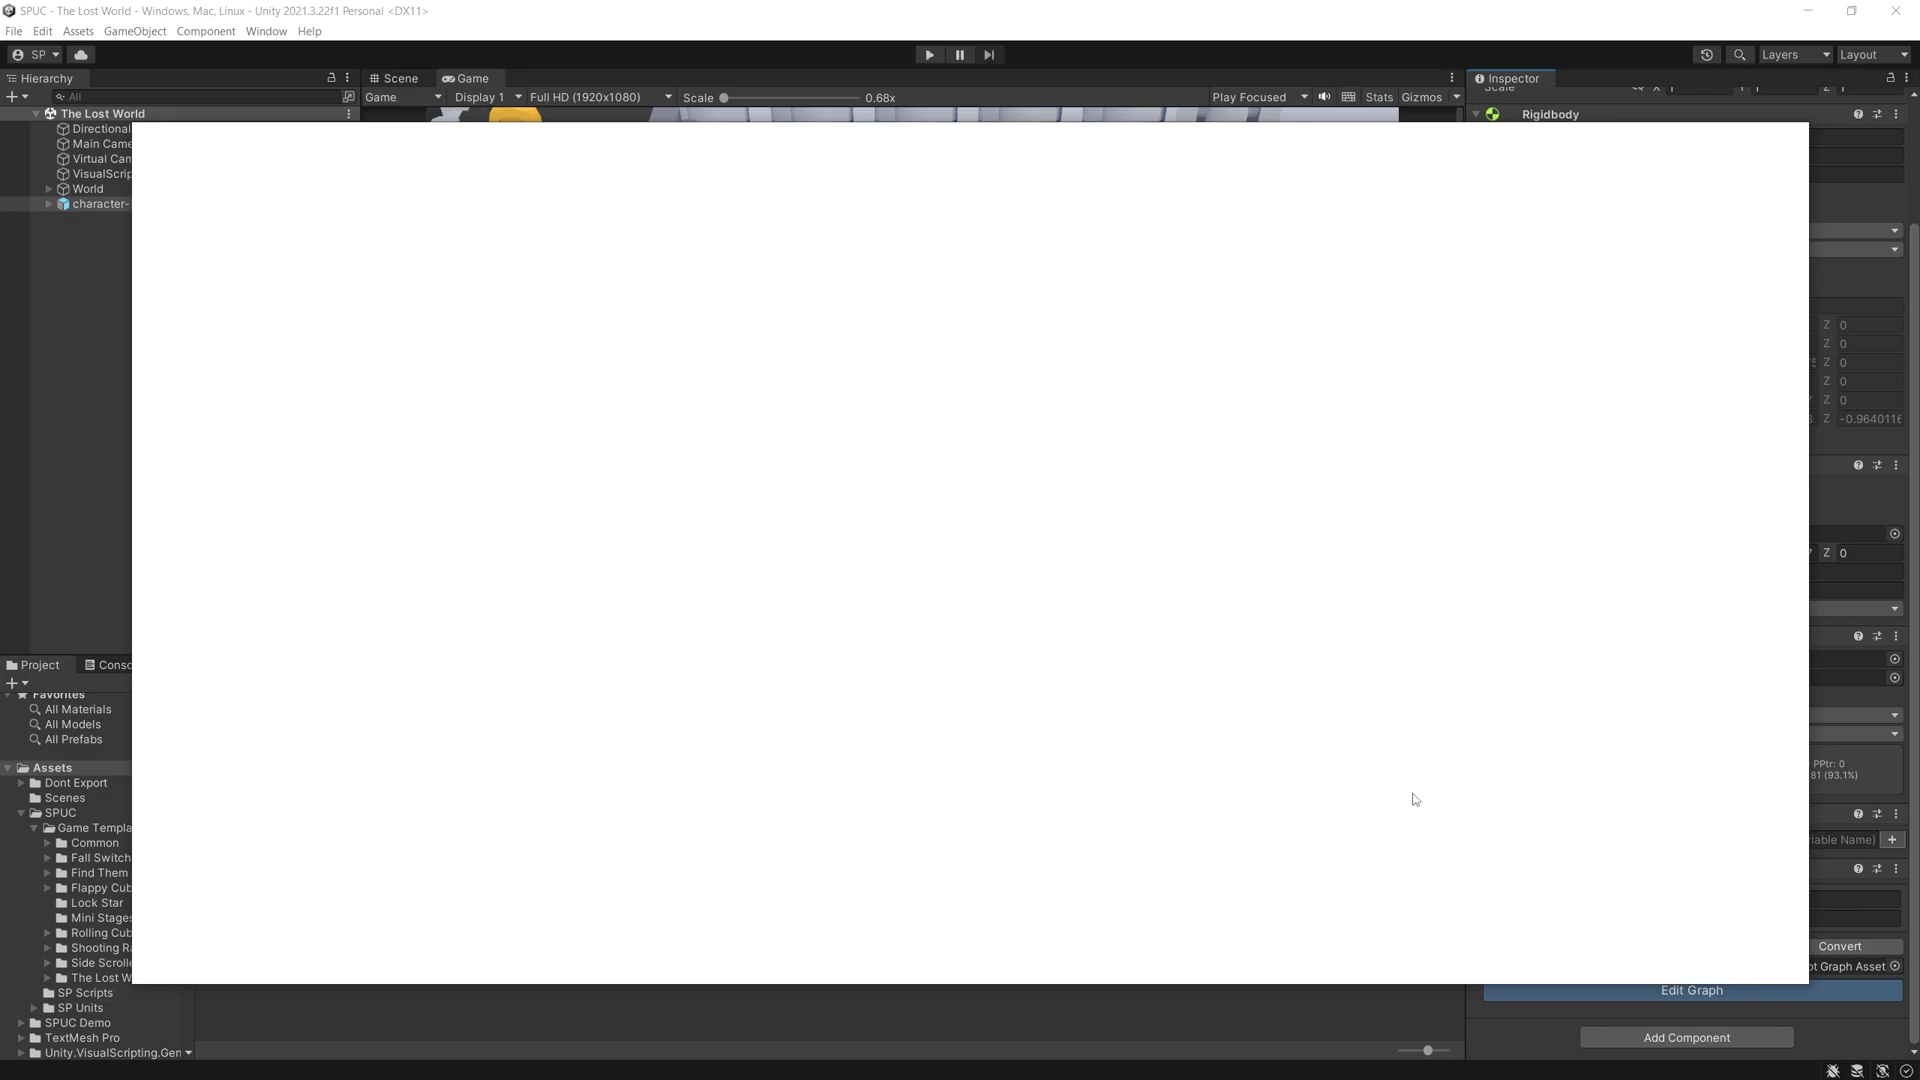 SPUC - The Lost World - Windows, Mac, Linux - Unity 2021.3.22f1 Personal <DX11>
File Edit Assets GameObject Component Window Help
SP Layers Layout
Hierarchy Scene Game Inspector
All Game Display 1 Full HD (1920x1080) Scale 0.68x Play Focused Stats Gizmos
The Lost World Rigidbody
Directional
Main Came
Virtual Cam
VisualScrip
World
character-
Z 0
Z 0
Z 0
Z 0
Z 0
Z -0.9640116
Z 0
Project Conso
Favorites
All Materials
All Models
All Prefabs
PPtr: 0
81 (93.1%)
Assets
Dont Export
Scenes
SPUC
Game Templa
Common
riable Name)
Fall Switch
Find Them
Flappy Cub
Lock Star
Mini Stages
Rolling Cub
Shooting Ra
Convert
Side Scrolle
ot Graph Asset
The Lost W
SP Scripts
Edit Graph
SP Units
SPUC Demo
TextMesh Pro
Add Component
Unity.VisualScripting.Gen